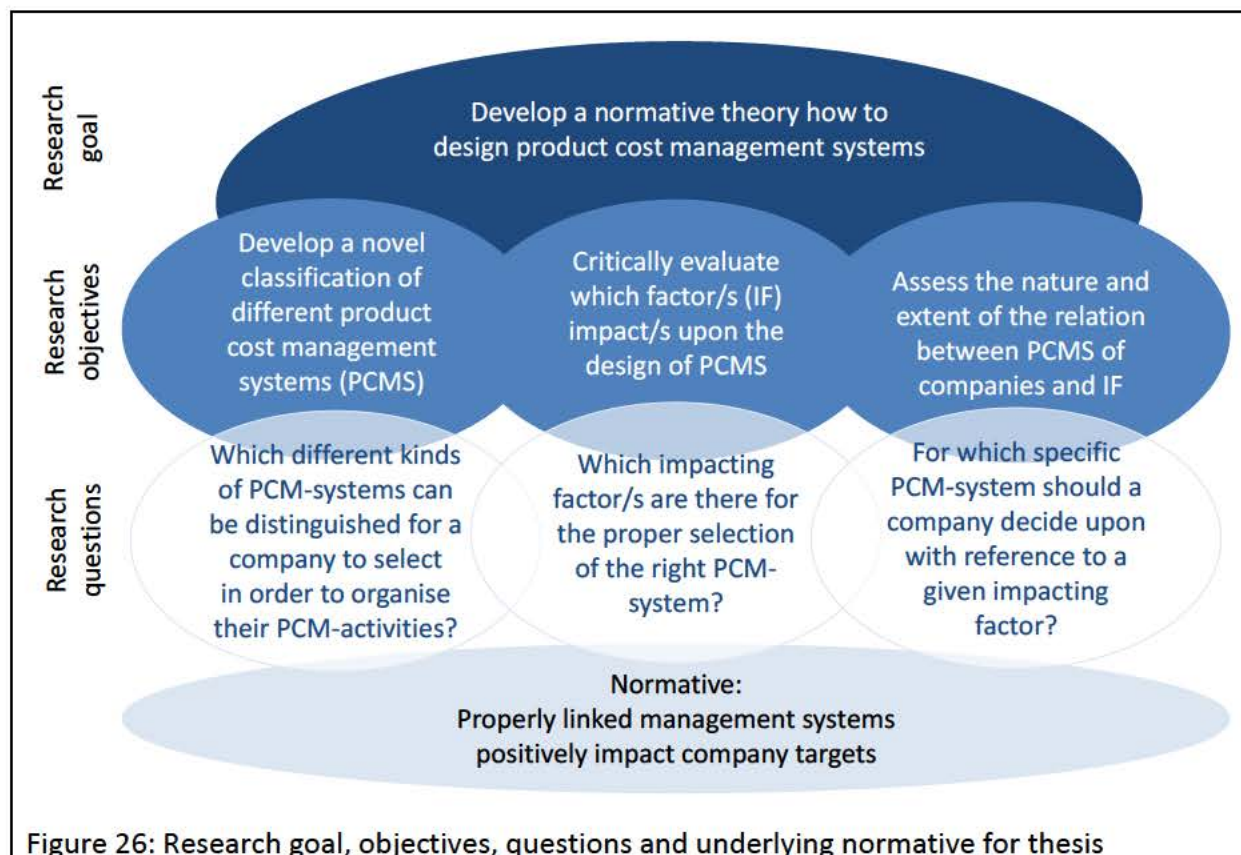 Research
goal
Develop a normative theory how to
design product cost management systems
Research
objectives
Develop a novel
classification of
different product
cost management
systems (PCMS)
Critically evaluate
which factor/s (IF)
impact/s upon the
design of PCMS
Assess the nature and
extent of the relation
between PCMS of
companies and IF
Research
questions
Which different kinds
of PCM-systems can
be distinguished for a
company to select
in order to organise
their PCM-activities?
Which impacting
factor/s are there for
the proper selection
of the right PCM-
system?
For which specific
PCM-system should a
company decide upon
with reference to a
given impacting
factor?
Normative:
Properly linked management systems
positively impact company targets
Figure 26: Research goal, objectives, questions and underlying normative for thesis